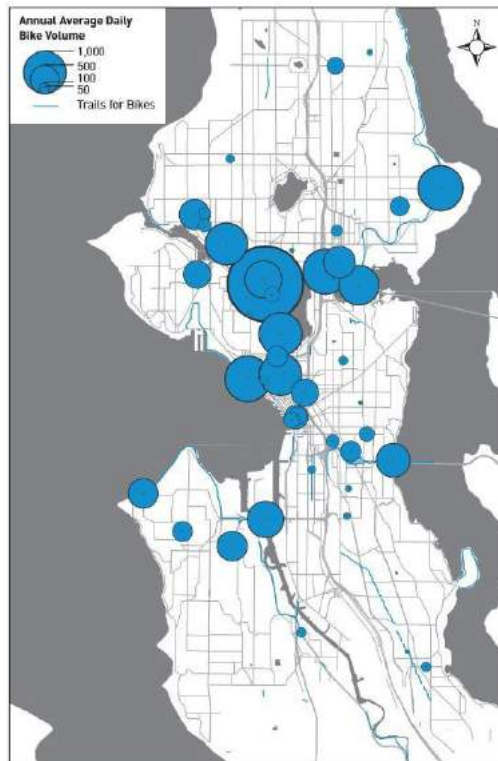 Annual Average Daily
Bike Volume
1,000
500
100
50
Trails for Bikes
N